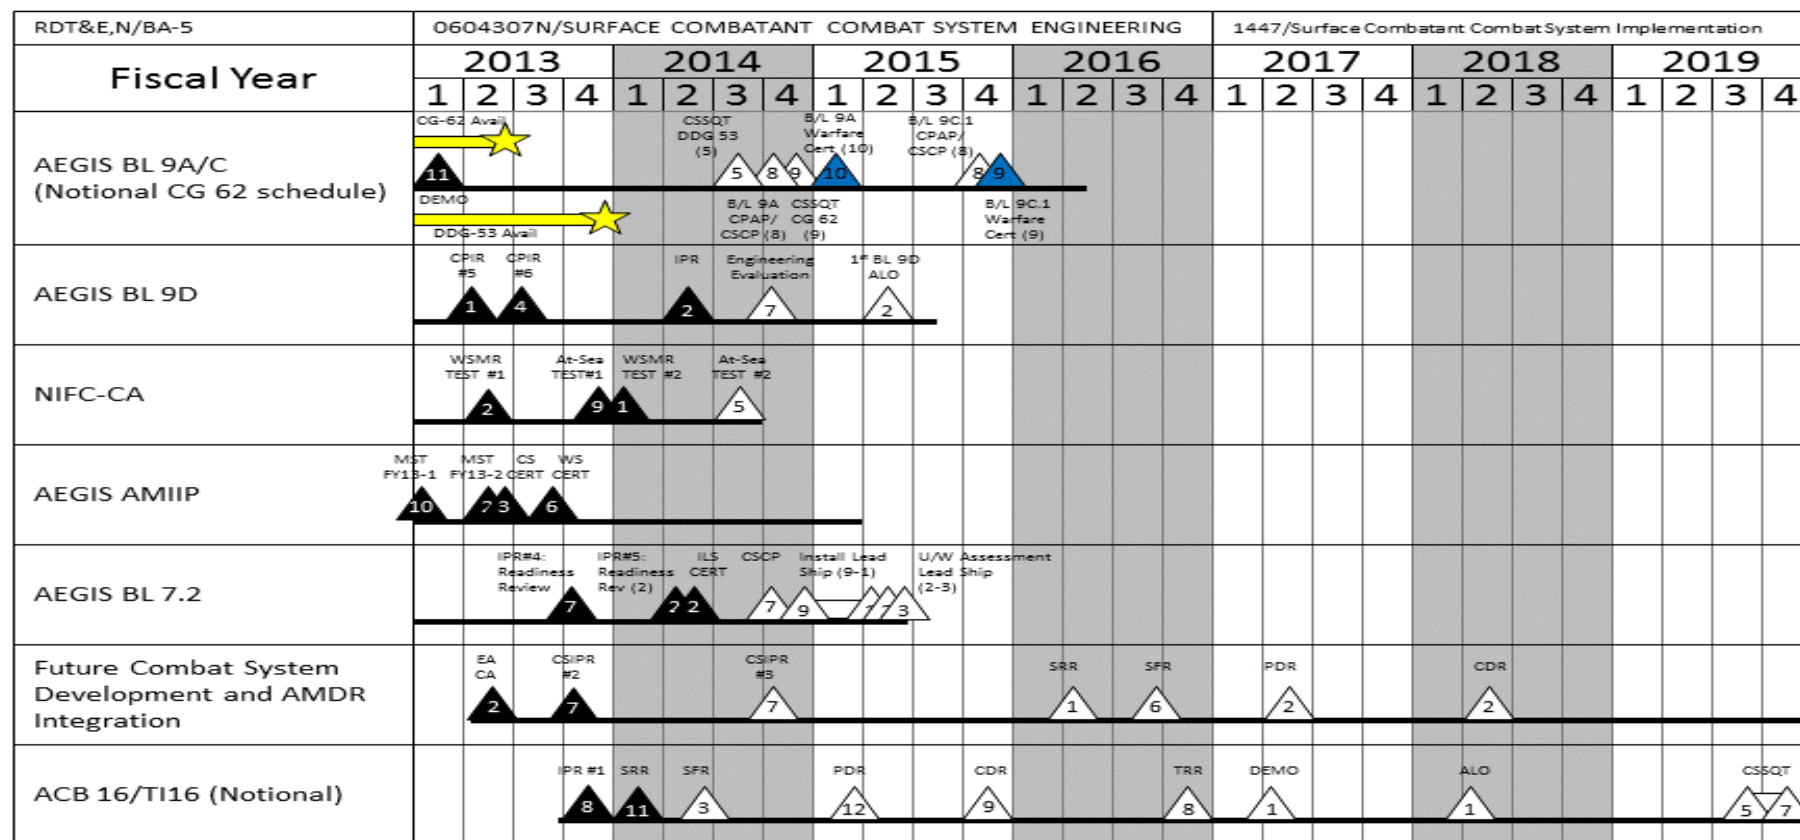 RDT&E,N/BA-5
0604307N/SURFACE COMBATANT COMBAT SYSTEM ENGINEERING
1447/Surface Combatant Combat System Implementation
Fiscal Year
2013 2014 2015 2016 2017 2018 2019
1 2 3 4 1 2 3 4 1 2 3 4 1 2 3 4 1 2 3 4 1 2 3 4 1 2 3 4
AEGIS BL 9A/C
(Notional CG 62 schedule)
CG-62 Avail
11
DEMO
DDG-53 Avail
CSSQT
DDG 53
(5)
B/L 9A
Warfare
Cert (10)
B/L 9C.1
CPAP/
CSCP (8)
5 8 9 10 8 9
B/L 9A
CPAP/
CSCP (8)
CSSQT
CG 62
(9)
B/L 9C.1
Warfare
Cert (9)
AEGIS BL 9D
CPIR
#5
CPIR
#6
IPR
Engineering
Evaluation
1st BL 9D
ALO
1 4 2 7 2
NIFC-CA
WSMR
TEST #1
At-Sea
TEST#1
WSMR
TEST #2
At-Sea
TEST #2
2 9 1 5
AEGIS AMIIP
MST
FY13-1
MST
FY13-2
CS
CERT
WS
CERT
10 3 6
AEGIS BL 7.2
IPR#4:
Readiness
Review
IPR#5:
Readiness
Rev (2)
ILS
CERT
CSCP
Install Lead
Ship (9-1)
U/W Assessment
Lead Ship
(2-3)
7 2 2 7 9 3
Future Combat System
Development and AMDR
Integration
EA
CA
CSIPR
#2
CSIPR
#3
SRR
SFR
PDR
CDR
2 7 7 1 6 2 2
ACB 16/TI16 (Notional)
IPR #1
SRR
SFR
PDR
CDR
TRR
DEMO
ALO
CSSQT
8 11 3 12 9 8 1 1 5 7